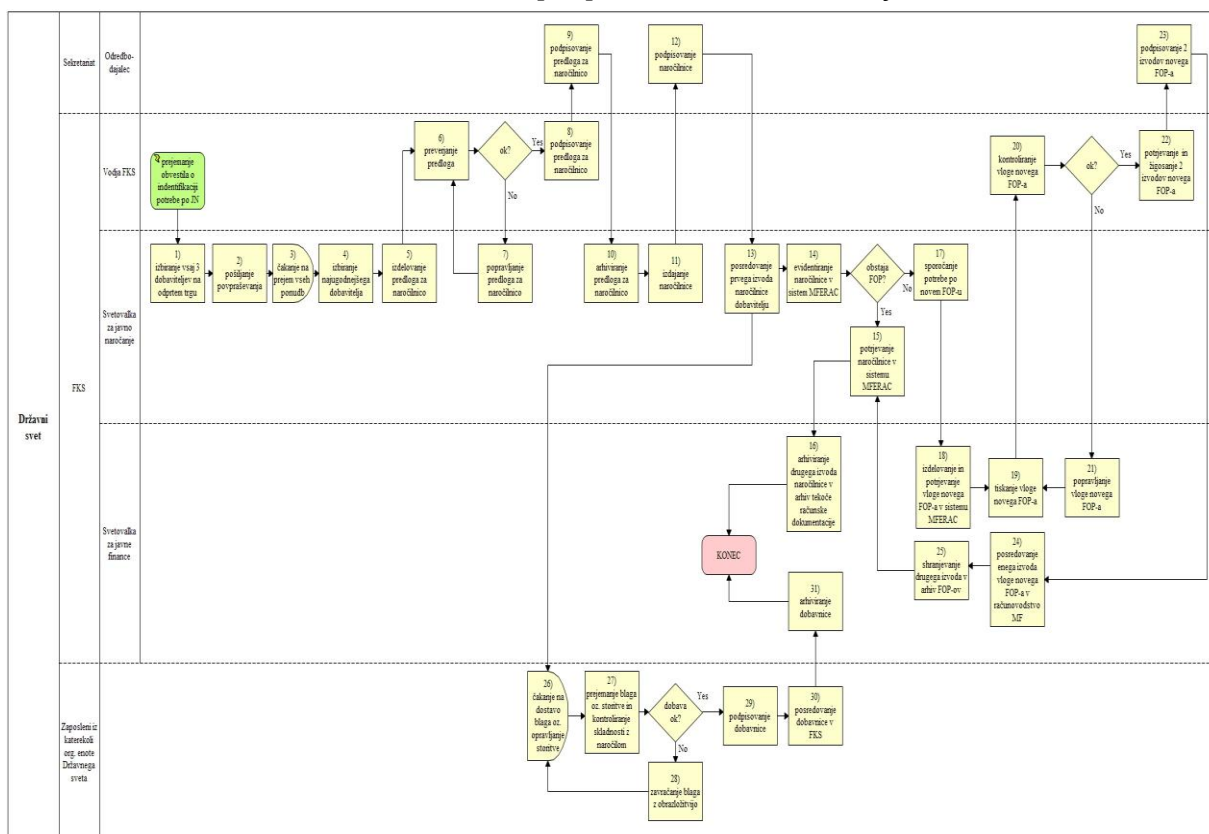 Državni
svet
Sekretariat
Odredbo-
dajalec
FKS
Vodja FKS
Svetovalka
za javno
naročanje
Svetovalka
za javne
finance
Zaposleni iz
katerekoli
org. enote
Državnega
sveta
prejemanje
obvestila o
indentifikaciji
potrebe po JN
1)
izbiranje vsaj 3
dobaviteljev na
odprtem trgu
2)
pošiljanje
povpraševanja
3)
čakanje na
prejem vseh
ponudb
4)
izbiranje
najugodnejšega
dobavitelja
5)
izdelovanje
predloga za
naročilnico
6)
preverjanje
predloga
ok?
Yes
No
7)
popravljanje
predloga za
naročilnico
8)
podpisovanje
predloga za
naročilnico
9)
podpisovanje
predloga za
naročilnico
10)
arhiviranje
predloga za
naročilnico
11)
izdajanje
naročilnice
12)
podpisovanje
naročilnice
13)
posredovanje
prvega izvoda
naročilnice
dobavitelju
14)
evidentiranje
naročilnice v
sistem MFERAC
obstaja
FOP?
No
Yes
15)
potrjevanje
naročilnice v
sistemu
MFERAC
16)
arhiviranje
drugega izvoda
naročilnice v
arhiv tekoče
računske
dokumentacije
KONEC
17)
sporočanje
potrebe po
novem FOP-u
18)
izdelovanje in
potrjevanje
vloge novega
FOP-a v sistemu
MFERAC
19)
tiskanje vloge
novega FOP-a
20)
kontroliranje
vloge novega
FOP-a
ok?
Yes
No
21)
popravljanje
vloge novega
FOP-a
22)
potrjevanje in
žigosanje 2
izvodov novega
FOP-a
23)
podpisovanje 2
izvodov novega
FOP-a
24)
posredovanje
enega izvoda
vloge novega
FOP-a v
računovodstvo
MF
25)
shranjevanje
drugega izvoda v
arhiv FOP-ov
26)
čakanje na
dostavo
blaga oz.
opravljanje
storitve
27)
prejemanje blaga
oz. storitve in
kontroliranje
skladnosti z
naročilom
dobava
ok?
Yes
No
28)
zavračanje blaga
z obrazložitvijo
29)
podpisovanje
dobavnice
30)
posredovanje
dobavnice v
FKS
31)
arhiviranje
dobavnice